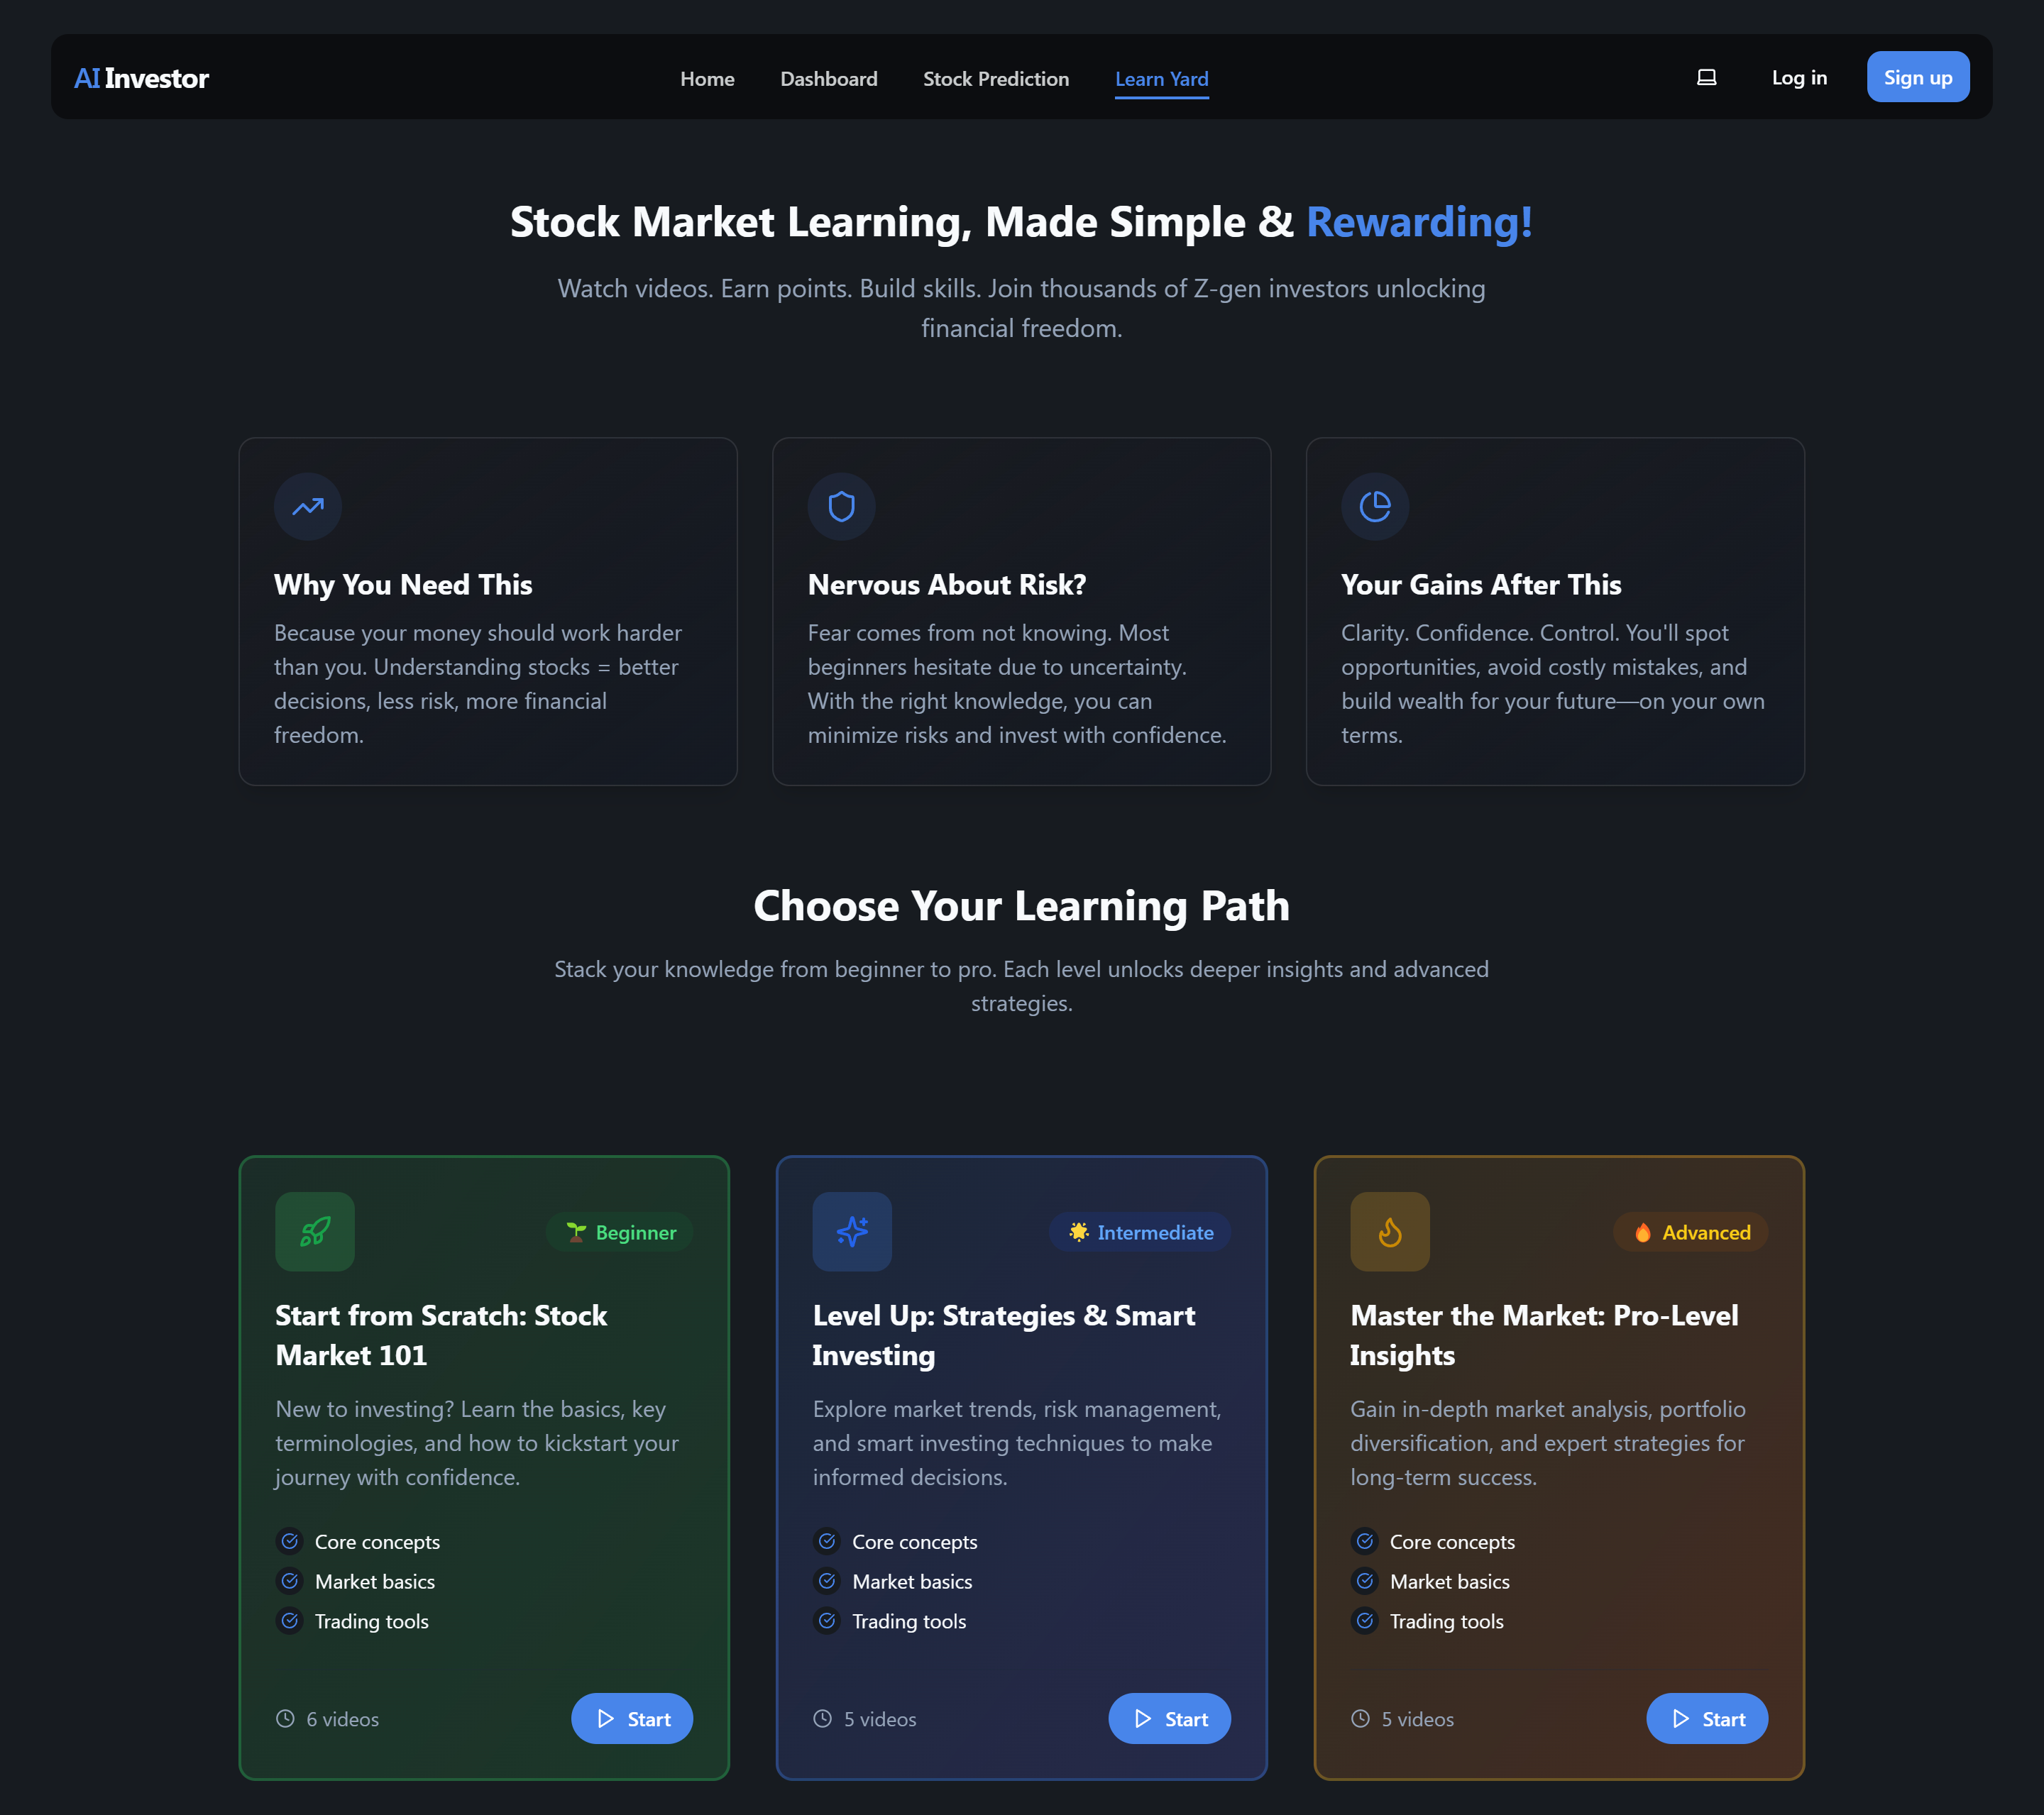 AI Investor
Home
Dashboard
Stock Prediction
Learn Yard
Log in
Sign up
Stock Market Learning, Made Simple & Rewarding!
Watch videos. Earn points. Build skills. Join thousands of Z-gen investors unlocking
financial freedom.
Why You Need This
Because your money should work harder
than you. Understanding stocks = better
decisions, less risk, more financial
freedom.
Nervous About Risk?
Fear comes from not knowing. Most
beginners hesitate due to uncertainty.
With the right knowledge, you can
minimize risks and invest with confidence.
Your Gains After This
Clarity. Confidence. Control. You'll spot
opportunities, avoid costly mistakes, and
build wealth for your future—on your own
terms.
Choose Your Learning Path
Stack your knowledge from beginner to pro. Each level unlocks deeper insights and advanced
strategies.
Beginner
Start from Scratch: Stock
Market 101
New to investing? Learn the basics, key
terminologies, and how to kickstart your
journey with confidence.
Core concepts
Market basics
Trading tools
6 videos
Start
Intermediate
Level Up: Strategies & Smart
Investing
Explore market trends, risk management,
and smart investing techniques to make
informed decisions.
Core concepts
Market basics
Trading tools
5 videos
Start
Advanced
Master the Market: Pro-Level
Insights
Gain in-depth market analysis, portfolio
diversification, and expert strategies for
long-term success.
Core concepts
Market basics
Trading tools
5 videos
Start